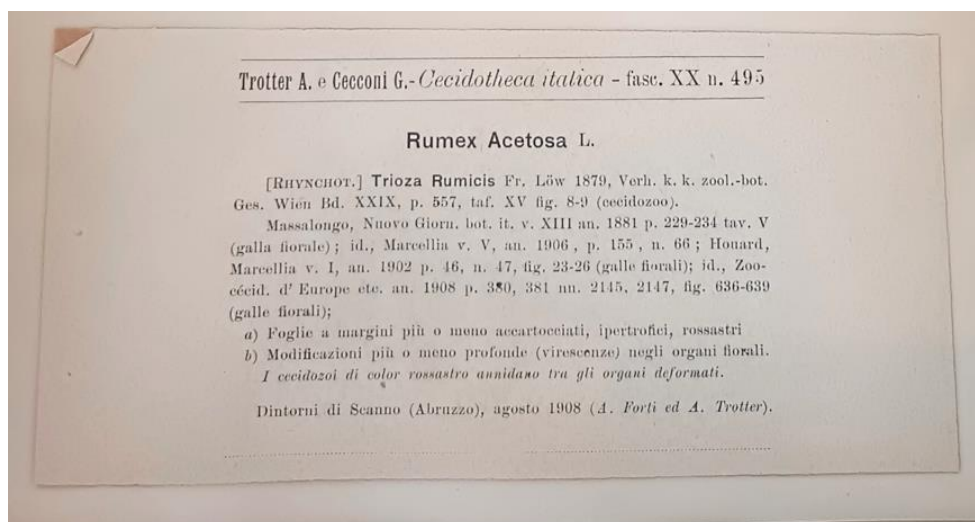 Trotter A. e Cecconi G.-Cecidotheca italica - fasc. XX n. 495
Rumex Acetosa L.
[RHYNCHOT.] Trioza Rumicis Fr. Löw 1879, Verh. k. k. zool.-bot.
Ges. Wien Bd. XXIX, p. 557, taf. XV fig. 8-9 (cecidozoo).
Massalongo, Nuovo Giorn. bot. it. v. XIII an. 1881 p. 229-234 tav. V
(galla fiorale); id., Marcellia v. V, an. 1906, p. 155, n. 66; Houard,
Marcellia v. I, an. 1902 p. 46, n. 47, fig. 23-26 (galle fiorali); id., Zoo-
cécid. d' Europe etc. an. 1908 p. 380, 381 nn. 2145, 2147, fig. 636-639
(galle fiorali);
a) Foglie a margini più o meno accartocciati, ipertrofici, rossastri
b) Modificazioni più o meno profonde (virescenze) negli organi fiorali.
I cecidozoi di color rossastro annidano tra gli organi deformati.
Dintorni di Scanno (Abruzzo), agosto 1908 (A. Forti ed A. Trotter).